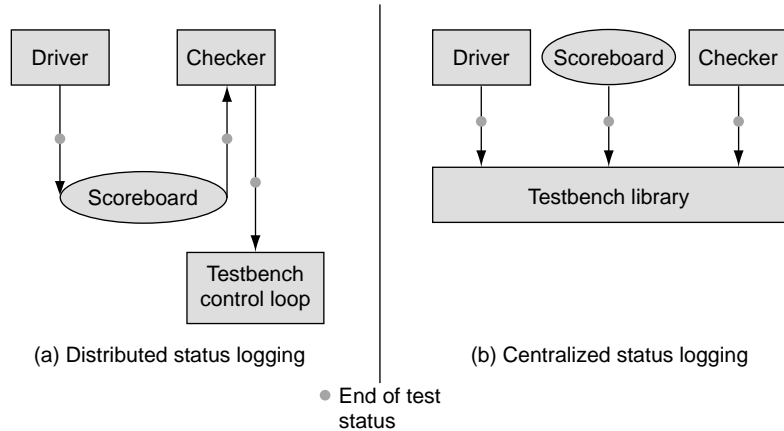 Driver
Checker
Scoreboard
Testbench
control loop
(a) Distributed status logging
Driver
Scoreboard
Checker
Testbench library
(b) Centralized status logging
End of test
status